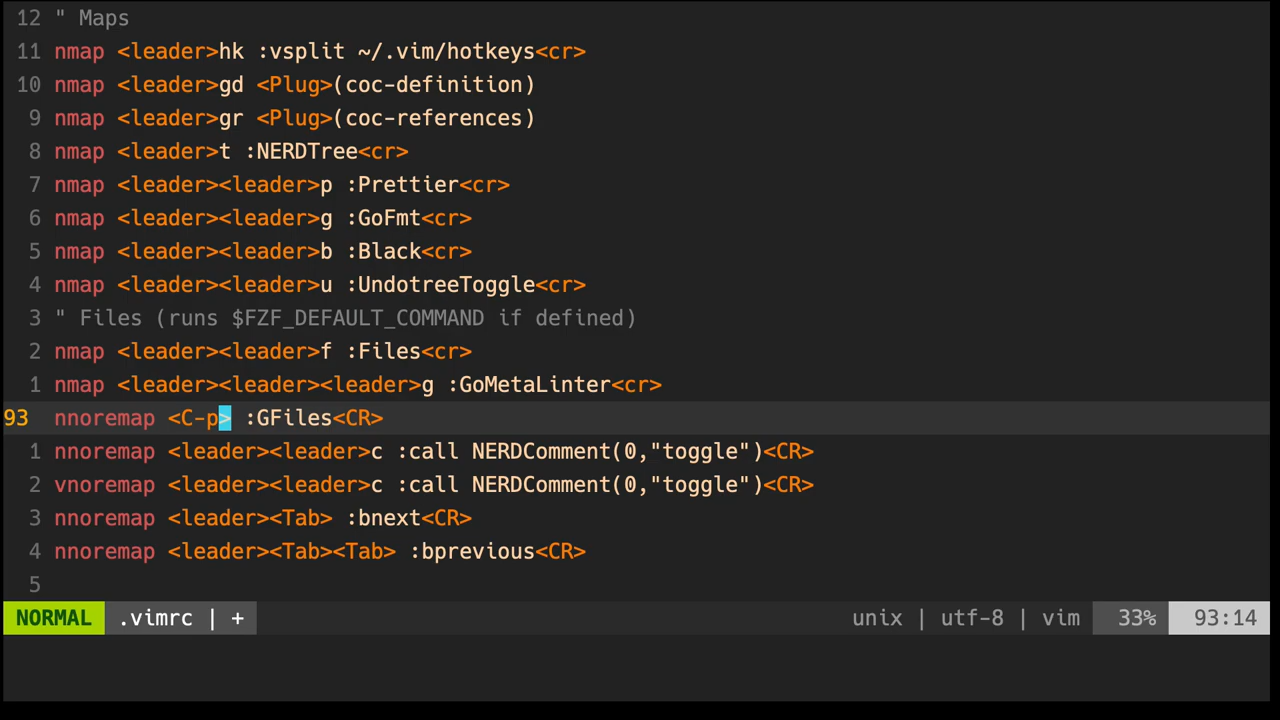 12 " Maps
11 nmap <leader>hk :vsplit ~/.vim/hotkeys<cr>
10 nmap <leader>gd <Plug>(coc-definition)
9 nmap <leader>gr <Plug>(coc-references)
8 nmap <leader>t :NERDTree<cr>
7 nmap <leader><leader>p :Prettier<cr>
6 nmap <leader><leader>g :GoFmt<cr>
5 nmap <leader><leader>b :Black<cr>
4 nmap <leader><leader>u :UndotreeToggle<cr>
3 " Files (runs $FZF_DEFAULT_COMMAND if defined)
2 nmap <leader><leader>f :Files<cr>
1 nmap <leader><leader><leader>g :GoMetaLinter<cr>
93 nnoremap <C-p> :GFiles<CR>
1 nnoremap <leader><leader>c :call NERDComment(0,"toggle")<CR>
2 vnoremap <leader><leader>c :call NERDComment(0,"toggle")<CR>
3 nnoremap <leader><Tab> :bnext<CR>
4 nnoremap <leader><Tab><Tab> :bprevious<CR>
5
NORMAL .vimrc | + unix | utf-8 | vim 33% 93:14